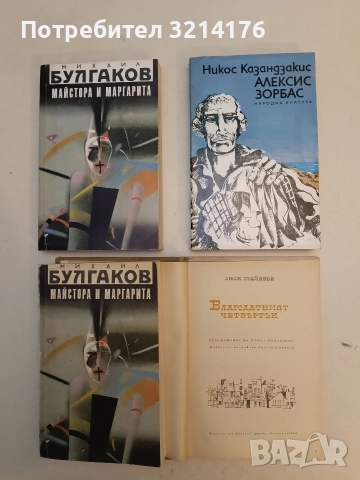 📞 3214176
МИХАИЛ
БУЛГАКОВ
МАЙСТОРА И МАРГАРИТА
Никос Казандзакис
АЛЕКСИС
ЗОРБАС
НАРОДНА КУЛТУРА
МИХАИЛ
БУЛГАКОВ
МАЙСТОРА И МАРГАРИТА
ДЖОН СТАЙНБЕК
БЛАГОДАТНИЯТ
ЧЕТВЪРТЪК
BAZAR